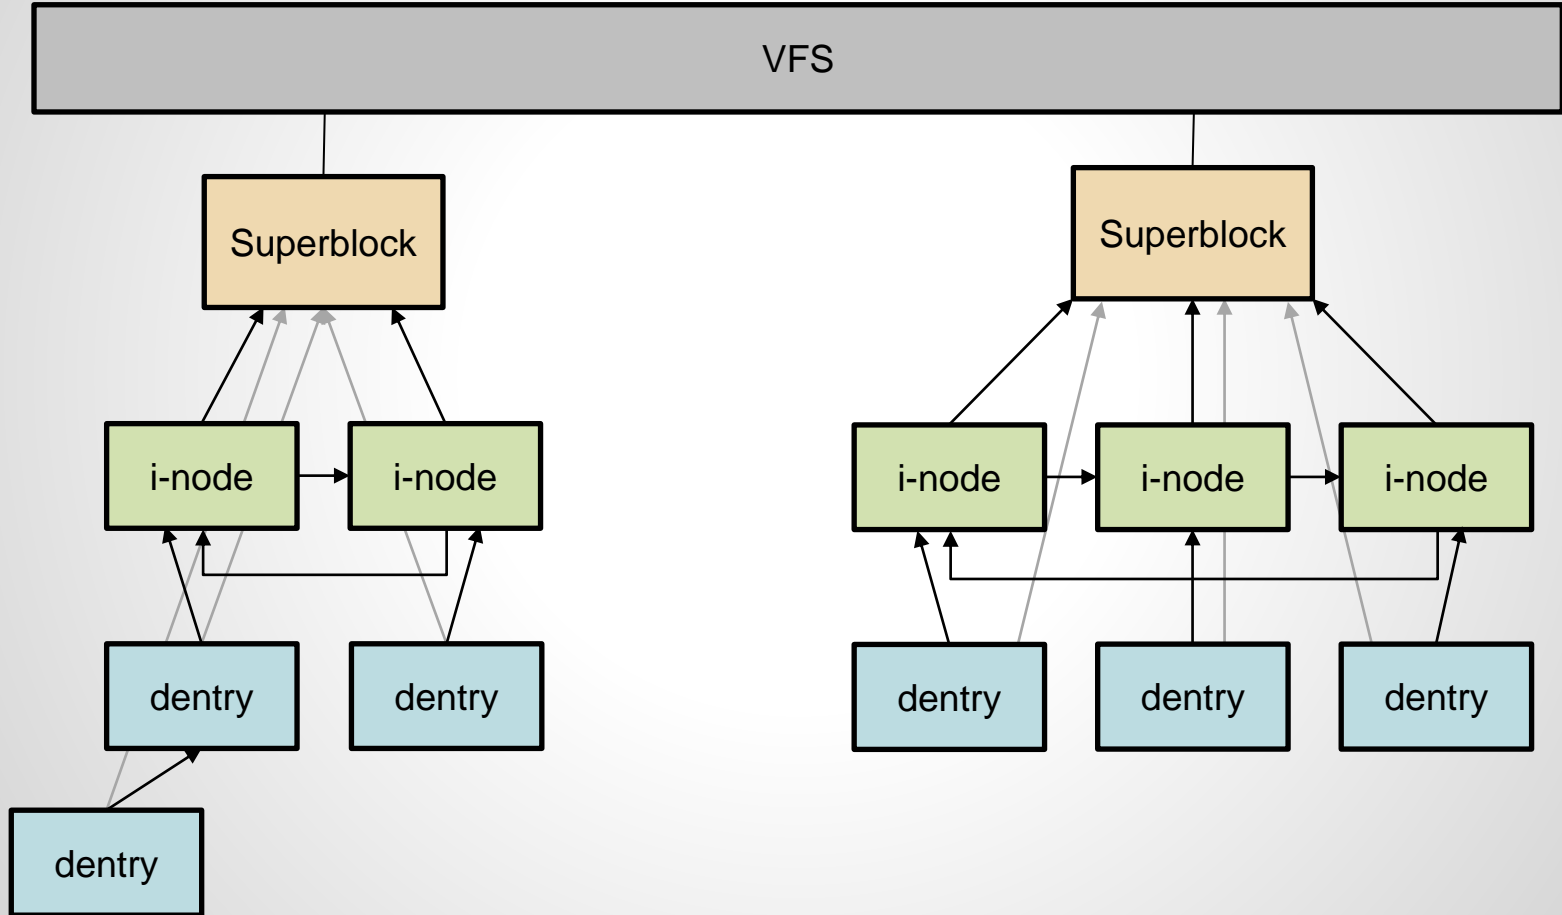 VFS
Superblock
Superblock
i-node
i-node
i-node
i-node
i-node
dentry
dentry
dentry
dentry
dentry
dentry